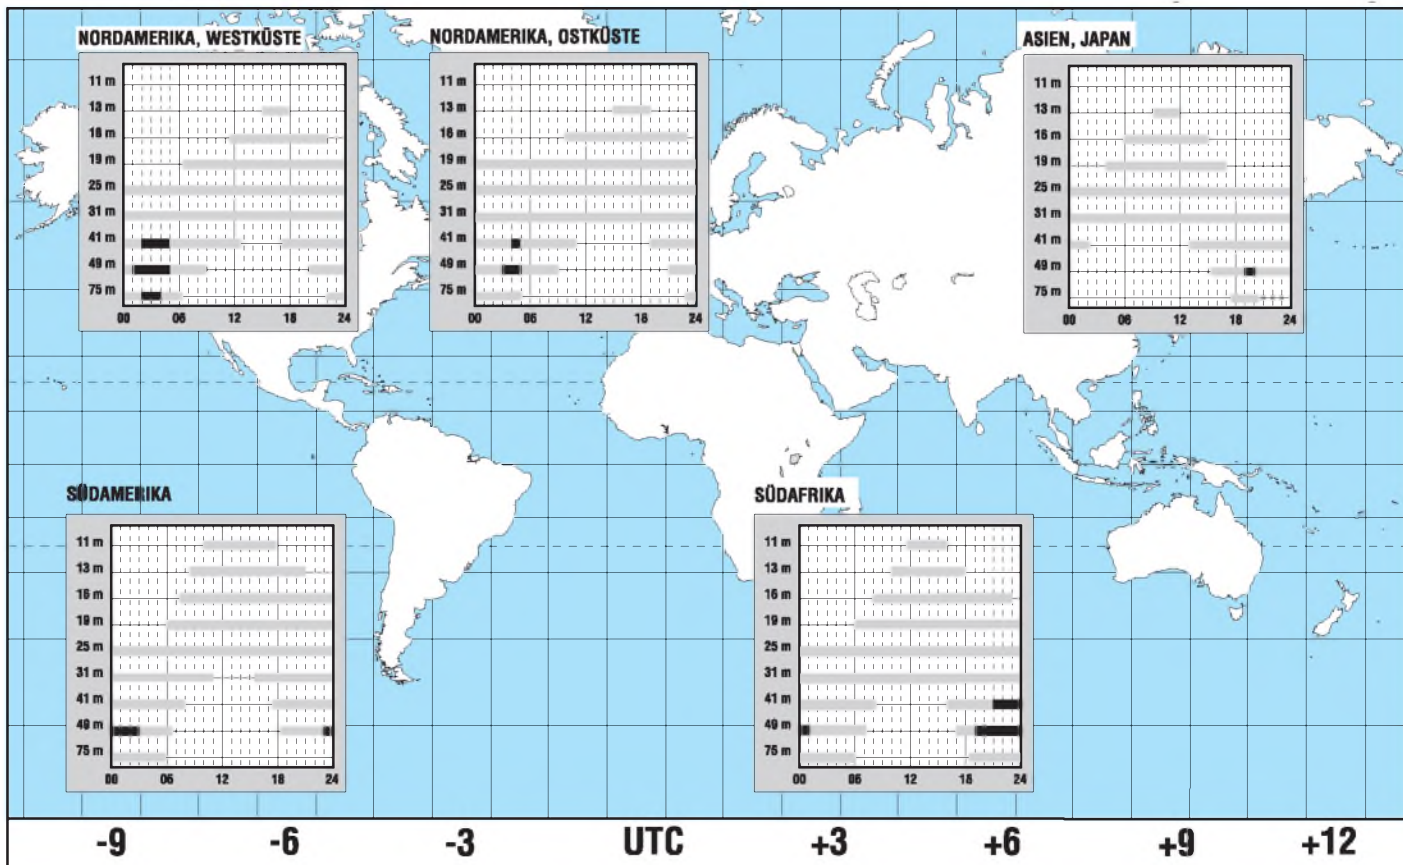 NORDAMERIKA, WESTKÜSTE
11 m
13 m
16 m
19 m
25 m
31 m
41 m
49 m
75 m
00 06 12 18 24
NORDAMERIKA, OSTKÜSTE
11 m
13 m
16 m
19 m
25 m
31 m
41 m
49 m
75 m
00 06 12 18 24
ASIEN, JAPAN
11 m
13 m
16 m
19 m
25 m
31 m
41 m
49 m
75 m
00 06 12 18 24
SÜDAMERIKA
11 m
13 m
16 m
19 m
25 m
31 m
41 m
49 m
75 m
00 06 12 18 24
SÜDAFRIKA
11 m
13 m
16 m
19 m
25 m
31 m
41 m
49 m
75 m
00 06 12 18 24
-9 -6 -3 UTC +3 +6 +9 +12